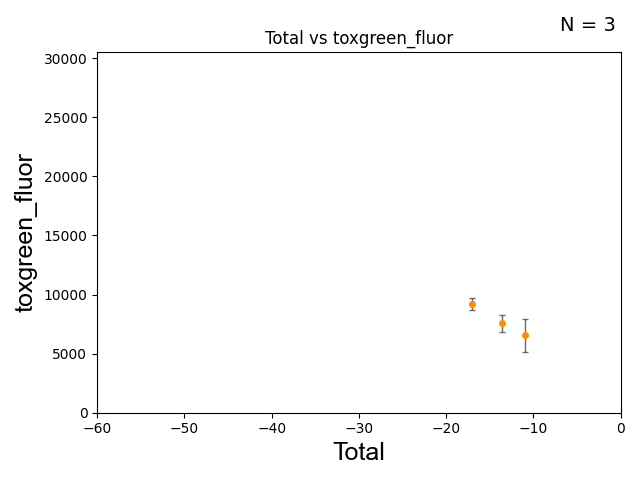 N = 3
Total vs toxgreen_fluor
30000
25000
20000
15000
10000
5000
0
toxgreen_fluor
−60 −50 −40 −30 −20 −10 0
Total